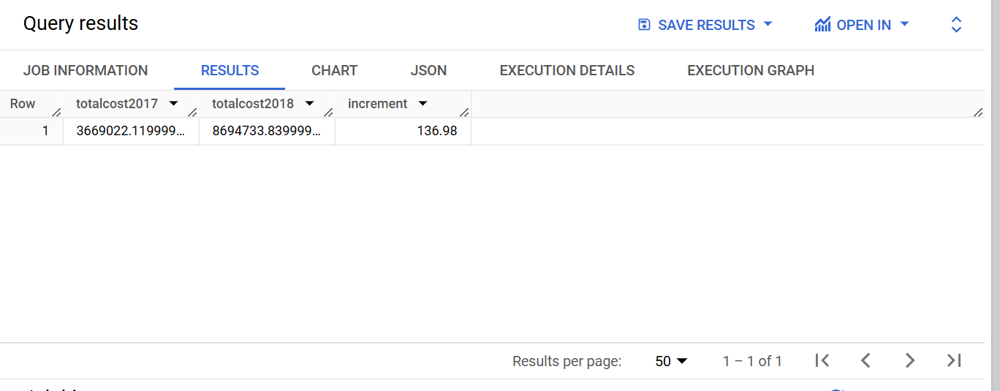 Query results SAVE RESULTS OPEN IN
JOB INFORMATION RESULTS CHART JSON EXECUTION DETAILS EXECUTION GRAPH
Row totalcost2017 totalcost2018 increment
1 3669022.119999... 8694733.839999... 136.98
Results per page: 50 1 – 1 of 1